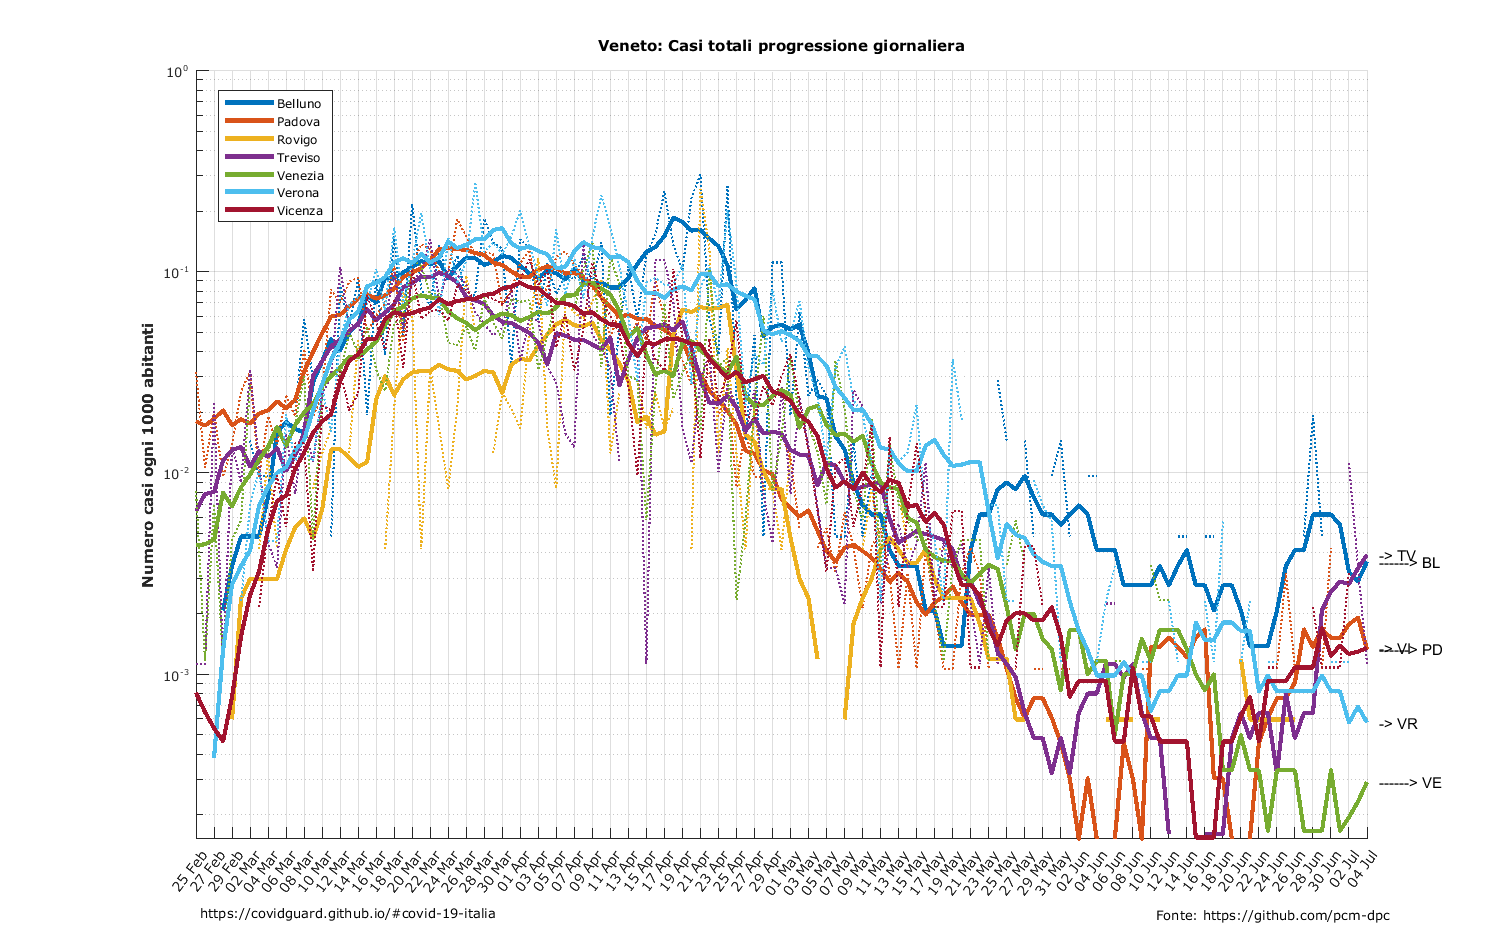 Veneto: Casi totali progressione giornaliera
10⁰
10⁻¹
10⁻²
10⁻³
Numero casi ogni 1000 abitanti
Belluno
Padova
Rovigo
Treviso
Venezia
Verona
Vicenza
-> TV
------> BL
-> VI
------> PD
-> VR
------> VE
25 Feb
27 Feb
29 Feb
02 Mar
04 Mar
06 Mar
08 Mar
10 Mar
12 Mar
14 Mar
16 Mar
18 Mar
20 Mar
22 Mar
24 Mar
26 Mar
28 Mar
30 Mar
01 Apr
03 Apr
05 Apr
07 Apr
09 Apr
11 Apr
13 Apr
15 Apr
17 Apr
19 Apr
21 Apr
23 Apr
25 Apr
27 Apr
29 Apr
01 May
03 May
05 May
07 May
09 May
11 May
13 May
15 May
17 May
19 May
21 May
23 May
25 May
27 May
29 May
31 May
02 Jun
04 Jun
06 Jun
08 Jun
10 Jun
12 Jun
14 Jun
16 Jun
18 Jun
20 Jun
22 Jun
24 Jun
26 Jun
28 Jun
30 Jun
02 Jul
04 Jul
https://covidguard.github.io/#covid-19-italia
Fonte: https://github.com/pcm-dpc